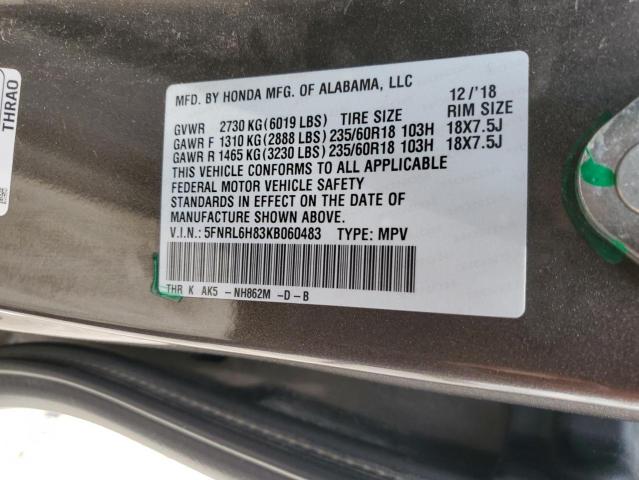 THRA0
MFD. BY HONDA MFG. OF ALABAMA, LLC 12/'18
GVWR 2730 KG(6019 LBS) TIRE SIZE RIM SIZE
GAWR F 1310 KG(2888 LBS)235/60R18 103H 18X7.5J
GAWR R 1465 KG(3230 LBS)235/60R18 103H 18X7.5J
THIS VEHICLE CONFORMS TO ALL APPLICABLE
FEDERAL MOTOR VEHICLE SAFETY
STANDARDS IN EFFECT ON THE DATE OF
MANUFACTURE SHOWN ABOVE.
V.I.N.: 5FNRL6H83KB060483 TYPE: MPV
THR K AK5 -NH862M -D-B